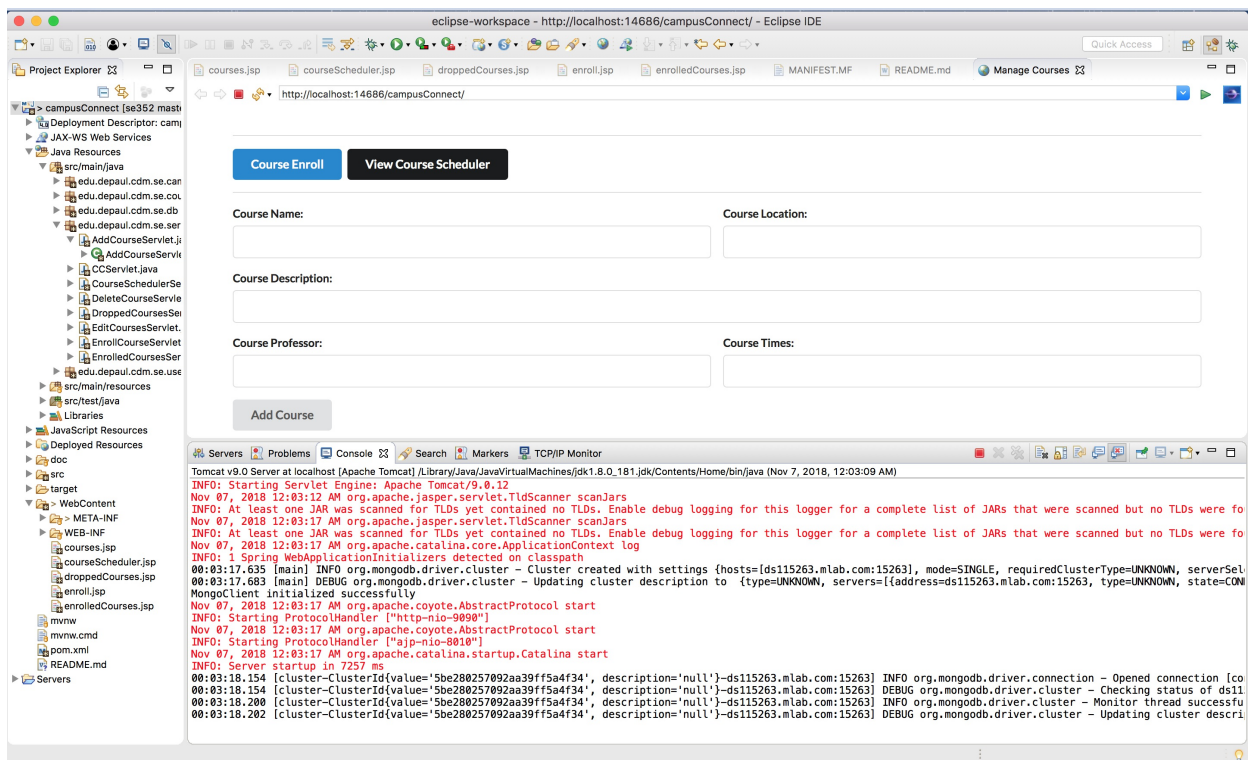 eclipse-workspace - http://localhost:14686/campusConnect/ - Eclipse IDE
Quick Access
Project Explorer
> campusConnect [se352 mast
Deployment Descriptor: camp
JAX-WS Web Services
Java Resources
src/main/java
edu.depaul.cdm.se.can
edu.depaul.cdm.se.cou
edu.depaul.cdm.se.db
edu.depaul.cdm.se.ser
AddCourseServlet.ja
AddCourseServle
CCServlet.java
CourseSchedulerSe
DeleteCourseServle
DroppedCoursesSer
EditCoursesServlet.
EnrollCourseServlet
EnrolledCoursesSer
edu.depaul.cdm.se.use
src/main/resources
src/test/java
Libraries
JavaScript Resources
Deployed Resources
doc
src
target
> WebContent
> META-INF
WEB-INF
courses.jsp
courseScheduler.jsp
droppedCourses.jsp
enroll.jsp
enrolledCourses.jsp
mvnw
mvnw.cmd
pom.xml
README.md
Servers
courses.jsp courseScheduler.jsp droppedCourses.jsp enroll.jsp enrolledCourses.jsp MANIFEST.MF README.md Manage Courses
http://localhost:14686/campusConnect/
Course Enroll View Course Scheduler
Course Name: Course Location:
Course Description:
Course Professor: Course Times:
Add Course
Servers Problems Console Search Markers TCP/IP Monitor
Tomcat v9.0 Server at localhost [Apache Tomcat] /Library/Java/JavaVirtualMachines/jdk1.8.0_181.jdk/Contents/Home/bin/java (Nov 7, 2018, 12:03:09 AM)
INFO: Starting Servlet Engine: Apache Tomcat/9.0.12
Nov 07, 2018 12:03:12 AM org.apache.jasper.servlet.TldScanner scanJars
INFO: At least one JAR was scanned for TLDs yet contained no TLDs. Enable debug logging for this logger for a complete list of JARs that were scanned but no TLDs were fo
Nov 07, 2018 12:03:17 AM org.apache.jasper.servlet.TldScanner scanJars
INFO: At least one JAR was scanned for TLDs yet contained no TLDs. Enable debug logging for this logger for a complete list of JARs that were scanned but no TLDs were fo
Nov 07, 2018 12:03:17 AM org.apache.catalina.core.ApplicationContext log
INFO: 1 Spring WebApplicationInitializers detected on classpath
00:03:17.635 [main] INFO org.mongodb.driver.cluster - Cluster created with settings {hosts=[ds115263.mlab.com:15263], mode=SINGLE, requiredClusterType=UNKNOWN, serverSel
00:03:17.683 [main] DEBUG org.mongodb.driver.cluster - Updating cluster description to {type=UNKNOWN, servers=[{address=ds115263.mlab.com:15263, type=UNKNOWN, state=CON
MongoClient initialized successfully
Nov 07, 2018 12:03:17 AM org.apache.coyote.AbstractProtocol start
INFO: Starting ProtocolHandler ["http-nio-9090"]
Nov 07, 2018 12:03:17 AM org.apache.coyote.AbstractProtocol start
INFO: Starting ProtocolHandler ["ajp-nio-8010"]
Nov 07, 2018 12:03:17 AM org.apache.catalina.startup.Catalina start
INFO: Server startup in 7257 ms
00:03:18.154 [cluster-ClusterId{value='5be280257092aa39ff5a4f34', description='null'}-ds115263.mlab.com:15263] INFO org.mongodb.driver.connection - Opened connection [co
00:03:18.154 [cluster-ClusterId{value='5be280257092aa39ff5a4f34', description='null'}-ds115263.mlab.com:15263] DEBUG org.mongodb.driver.cluster - Checking status of ds11
00:03:18.200 [cluster-ClusterId{value='5be280257092aa39ff5a4f34', description='null'}-ds115263.mlab.com:15263] INFO org.mongodb.driver.cluster - Monitor thread successfu
00:03:18.202 [cluster-ClusterId{value='5be280257092aa39ff5a4f34', description='null'}-ds115263.mlab.com:15263] DEBUG org.mongodb.driver.cluster - Updating cluster descri